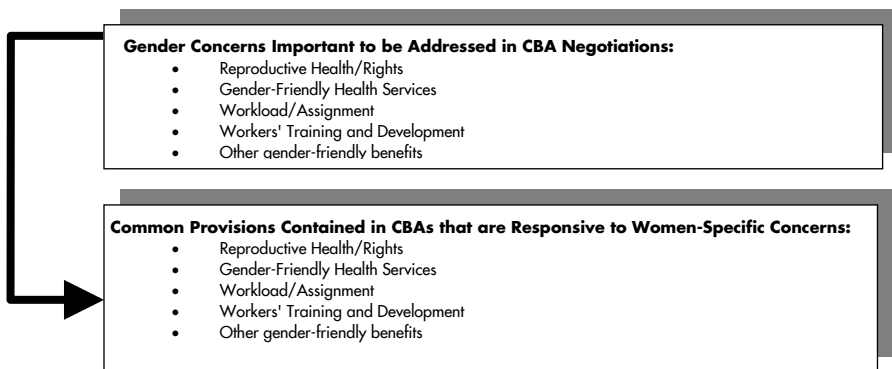 Gender Concerns Important to be Addressed in CBA Negotiations:
• Reproductive Health/Rights
• Gender-Friendly Health Services
• Workload/Assignment
• Workers' Training and Development
• Other gender-friendly benefits
Common Provisions Contained in CBAs that are Responsive to Women-Specific Concerns:
• Reproductive Health/Rights
• Gender-Friendly Health Services
• Workload/Assignment
• Workers' Training and Development
• Other gender-friendly benefits